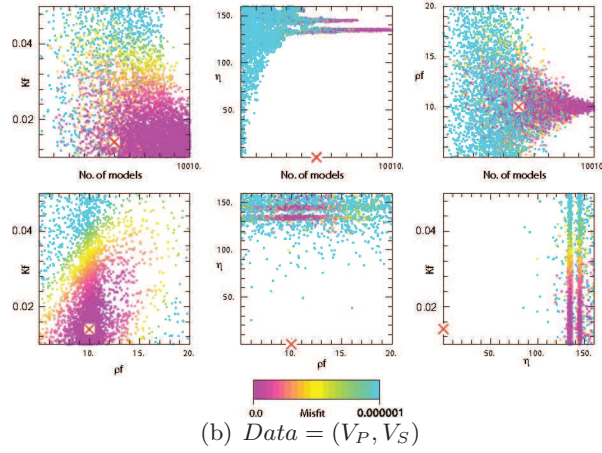 0.04
0.02
Kf
10010.
No. of models
150.
100.
50.
η
10010.
No. of models
20.
15.
10.
5.
ρf
10010.
No. of models
0.04
0.02
Kf
10. 15. 20.
ρf
150.
100.
50.
η
10. 15. 20.
ρf
0.04
0.02
Kf
50. 100. 150.
η
0.0 Misfit 0.000001
(b) Data = (V_P, V_S)